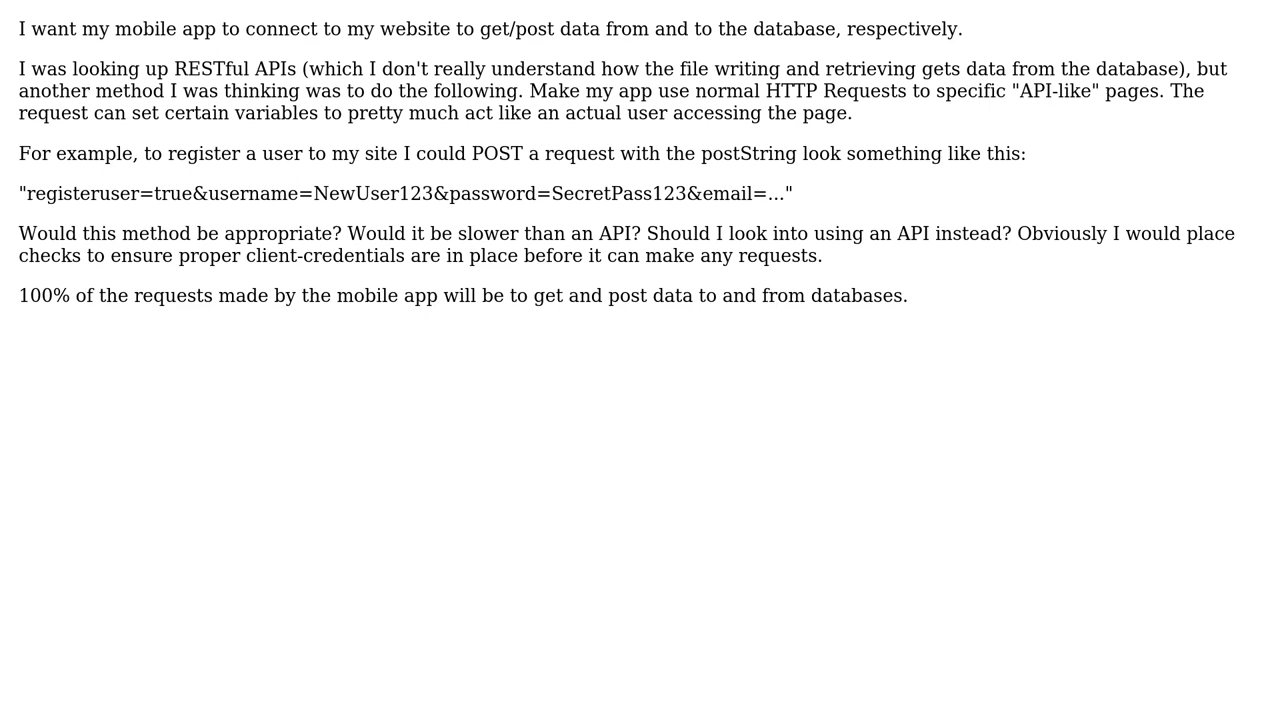 I want my mobile app to connect to my website to get/post data from and to the database, respectively.
I was looking up RESTful APIs (which I don't really understand how the file writing and retrieving gets data from the database), but
another method I was thinking was to do the following. Make my app use normal HTTP Requests to specific "API-like" pages. The
request can set certain variables to pretty much act like an actual user accessing the page.
For example, to register a user to my site I could POST a request with the postString look something like this:
"registeruser=true&username=NewUser123&password=SecretPass123&email=..."
Would this method be appropriate? Would it be slower than an API? Should I look into using an API instead? Obviously I would place
checks to ensure proper client-credentials are in place before it can make any requests.
100% of the requests made by the mobile app will be to get and post data to and from databases.